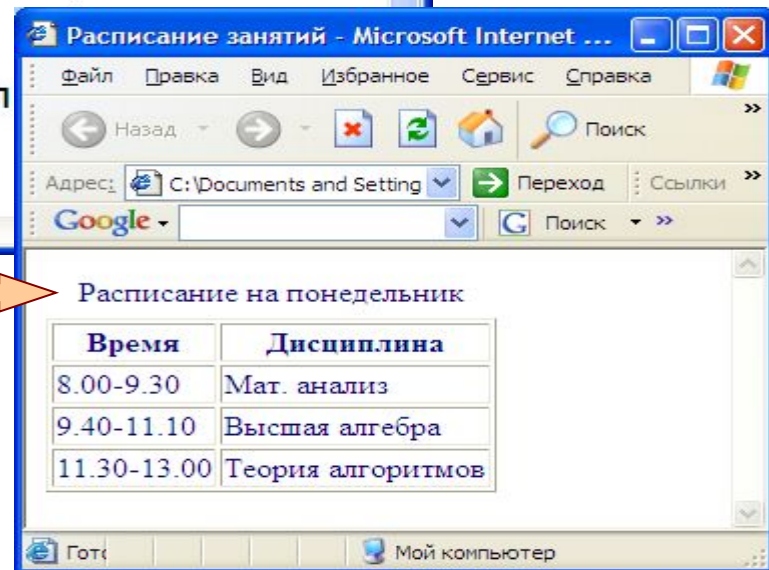 Расписание занятий - Microsoft Internet ...
Файл Правка Вид Избранное Сервис Справка
Назад Поиск »
Адрес: C:\Documents and Setting Переход Ссылки »
Google Поиск »
Расписание на понедельник
Время Дисциплина
8.00-9.30 Мат. анализ
9.40-11.10 Высшая алгебра
11.30-13.00 Теория алгоритмов
Мой компьютер